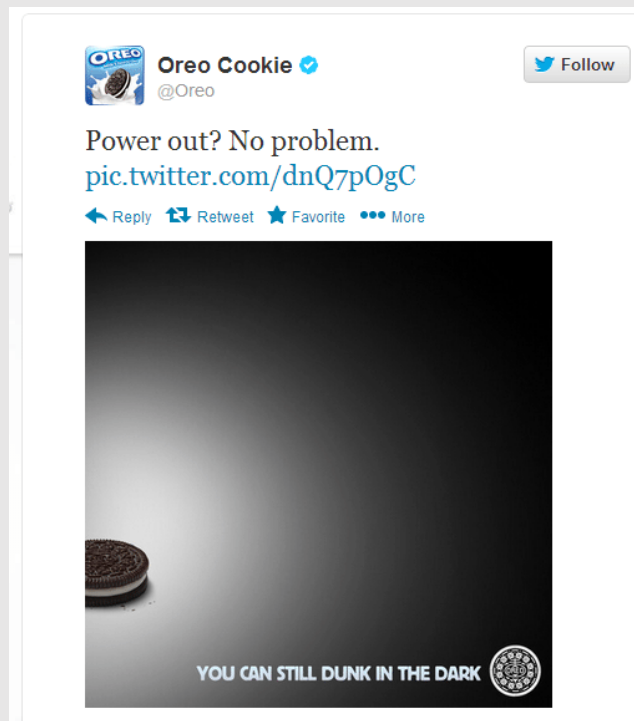 OREO
Oreo Cookie
@Oreo
Follow
Power out? No problem.
pic.twitter.com/dnQ7pOgC
Reply Retweet Favorite More
YOU CAN STILL DUNK IN THE DARK
OREO